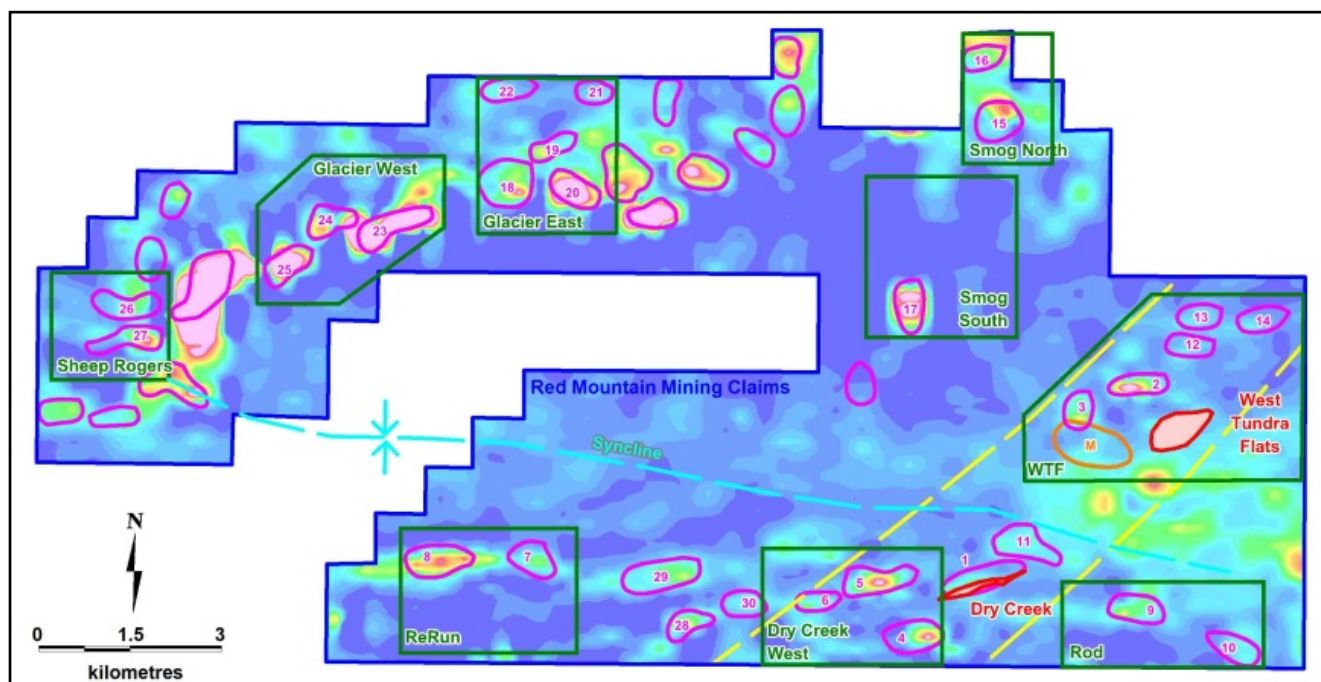 16
22
21
15
Smog North
Glacier West
19
18
20
Glacier East
24
23
25
26
27
Sheep Rogers
17
Smog
South
13
14
12
2
3
M
West
Tundra
Flats
WTF
Red Mountain Mining Claims
Syncline
N
0 1.5 3
kilometres
8
7
ReRun
29
30
28
5
6
4
Dry Creek
West
1
11
Dry Creek
9
10
Rod